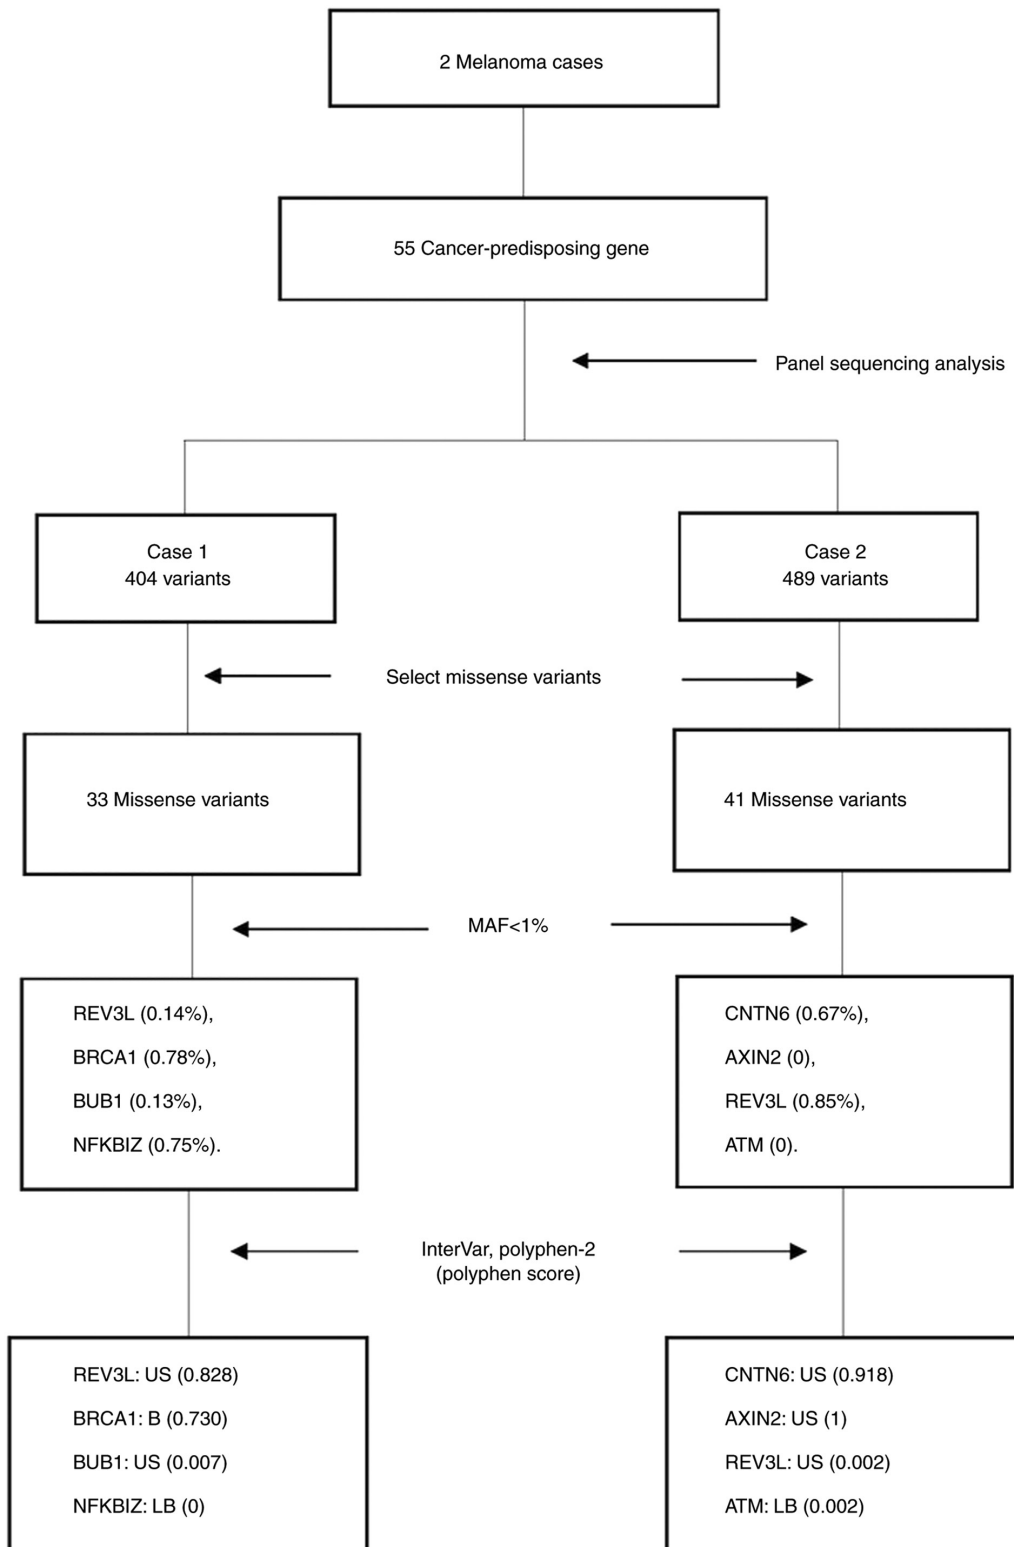 2 Melanoma cases
55 Cancer-predisposing gene
Panel sequencing analysis
Case 1
404 variants
Case 2
489 variants
Select missense variants
33 Missense variants
41 Missense variants
MAF<1%
REV3L (0.14%),
BRCA1 (0.78%),
BUB1 (0.13%),
NFKBIZ (0.75%).
CNTN6 (0.67%),
AXIN2 (0),
REV3L (0.85%),
ATM (0).
InterVar, polyphen-2
(polyphen score)
REV3L: US (0.828)
BRCA1: B (0.730)
BUB1: US (0.007)
NFKBIZ: LB (0)
CNTN6: US (0.918)
AXIN2: US (1)
REV3L: US (0.002)
ATM: LB (0.002)